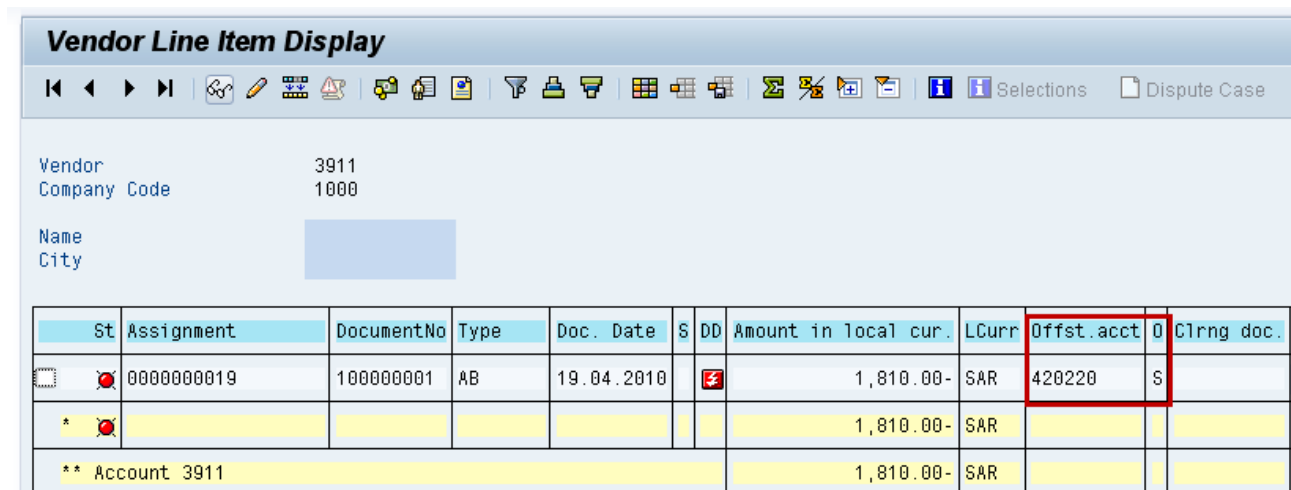 Vendor Line Item Display
Selections Dispute Case
Vendor 3911
Company Code 1000
Name
City
St Assignment DocumentNo Type Doc. Date S DD Amount in local cur. LCurr Offst.acct O Clrng doc.
0000000019 100000001 AB 19.04.2010 1,810.00- SAR 420220 S
* 1,810.00- SAR
** Account 3911 1,810.00- SAR